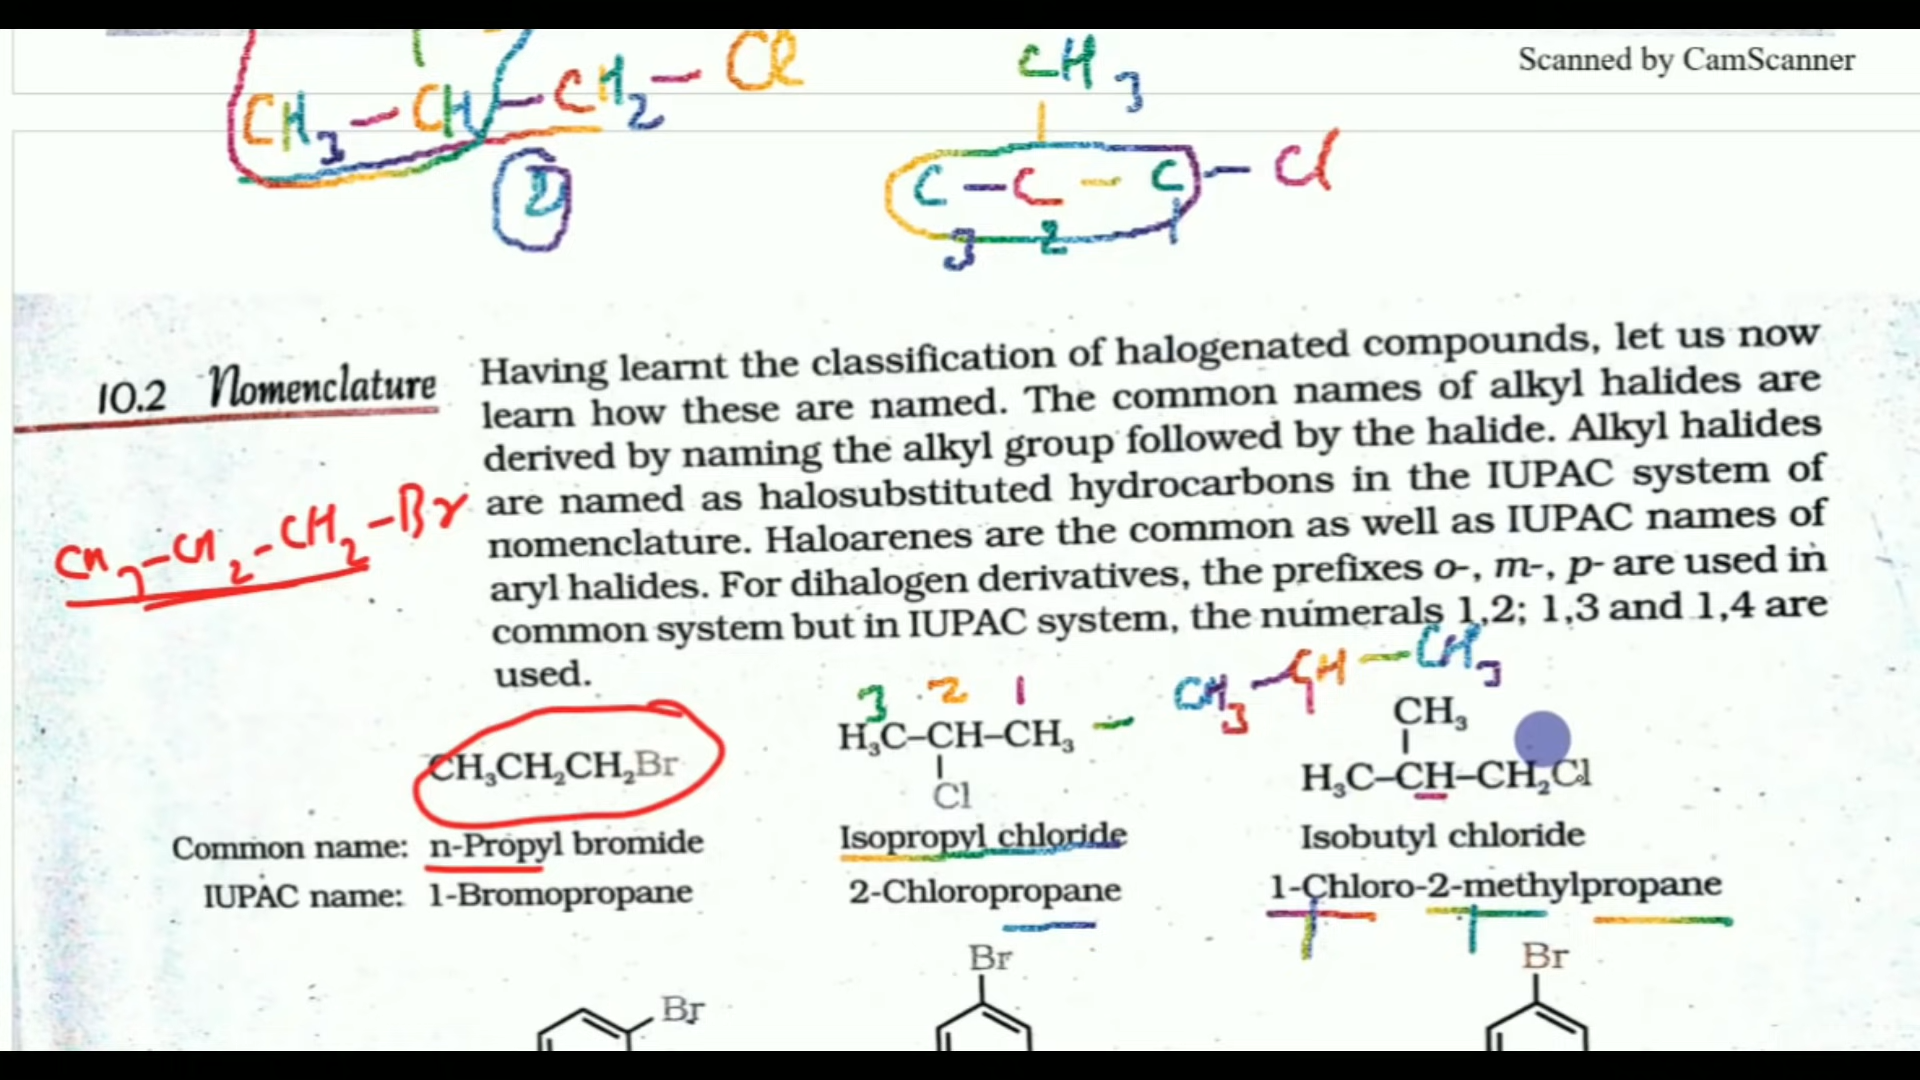 Scanned by CamScanner
CH3
CH3 - CH - CH2 - Cl
C - C - C - Cl
3 2 1
10.2 Nomenclature
Having learnt the classification of halogenated compounds, let us now
learn how these are named. The common names of alkyl halides are
derived by naming the alkyl group followed by the halide. Alkyl halides
are named as halosubstituted hydrocarbons in the IUPAC system of
nomenclature. Haloarenes are the common as well as IUPAC names of
aryl halides. For dihalogen derivatives, the prefixes o-, m-, p- are used in
common system but in IUPAC system, the numerals 1,2; 1,3 and 1,4 are
used.
CH3-CH2-CH2-Br
3 2 1
CH3-CH-CH3
CH3CH2CH2Br
H3C–CH–CH3
Cl
CH3
H3C–CH–CH2Cl
Common name: n-Propyl bromide Isopropyl chloride Isobutyl chloride
IUPAC name: 1-Bromopropane 2-Chloropropane 1-Chloro-2-methylpropane
Br Br Br